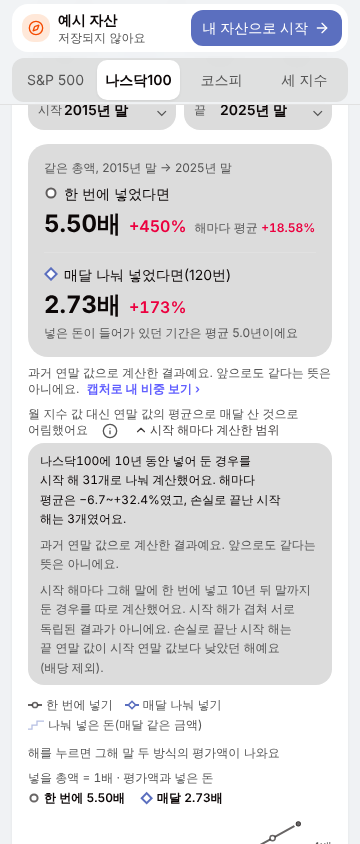 예시 자산
저장되지 않아요
내 자산으로 시작 →
S&P 500 나스닥100 코스피 세 지수
시작 2015년 말 끝 2025년 말
같은 총액, 2015년 말 → 2025년 말
한 번에 넣었다면
5.50배 +450% 해마다 평균 +18.58%
매달 나눠 넣었다면(120번)
2.73배 +173%
넣은 돈이 들어가 있던 기간은 평균 5.0년이에요
과거 연말 값으로 계산한 결과예요. 앞으로도 같다는 뜻은
아니에요. 캡처로 내 비중 보기 ›
월 지수 값 대신 연말 값의 평균으로 매달 산 것으로
어림했어요 시작 해마다 계산한 범위
나스닥100에 10년 동안 넣어 둔 경우를
시작 해 31개로 나눠 계산했어요. 해마다
평균은 −6.7~+32.4%였고, 손실로 끝난 시작
해는 3개였어요.
과거 연말 값으로 계산한 결과예요. 앞으로도 같다는
뜻은 아니에요.
시작 해마다 그해 말에 한 번에 넣고 10년 뒤 말까지
둔 경우를 따로 계산했어요. 시작 해가 겹쳐 서로
독립된 결과가 아니에요. 손실로 끝난 시작 해는
끝 연말 값이 시작 연말 값보다 낮았던 해예요
(배당 제외).
한 번에 넣기 매달 나눠 넣기
나눠 넣은 돈(매달 같은 금액)
해를 누르면 그해 말 두 방식의 평가액이 나와요
넣을 총액 = 1배 · 평가액과 넣은 돈
한 번에 5.50배 매달 2.73배